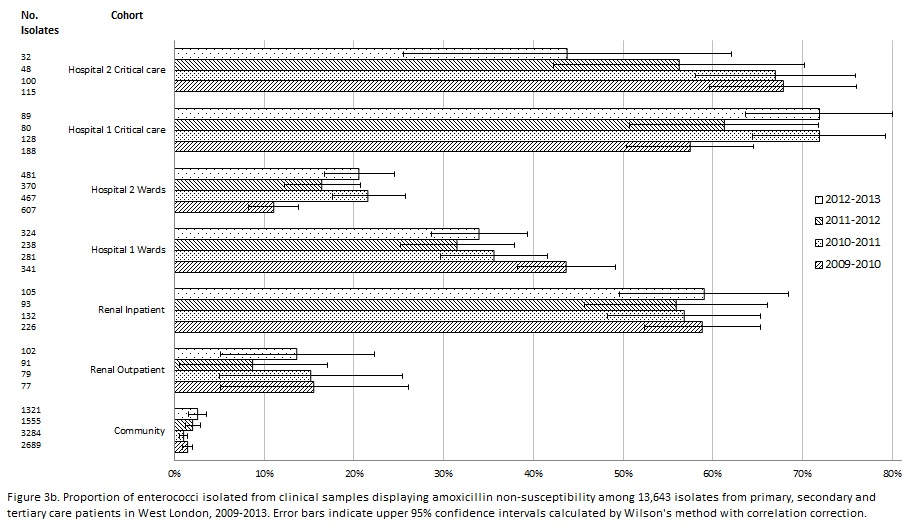 No. Isolates
Cohort
32
48
100
115
Hospital 2 Critical care
89
80
128
188
Hospital 1 Critical care
481
370
467
607
Hospital 2 Wards
324
238
281
341
Hospital 1 Wards
105
93
132
226
Renal Inpatient
102
91
79
77
Renal Outpatient
1321
1555
3284
2689
Community
2012-2013
2011-2012
2010-2011
2009-2010
0% 10% 20% 30% 40% 50% 60% 70% 80%
Figure 3b. Proportion of enterococci isolated from clinical samples displaying amoxicillin non-susceptibility among 13,643 isolates from primary, secondary and
tertiary care patients in West London, 2009-2013. Error bars indicate upper 95% confidence intervals calculated by Wilson's method with correlation correction.